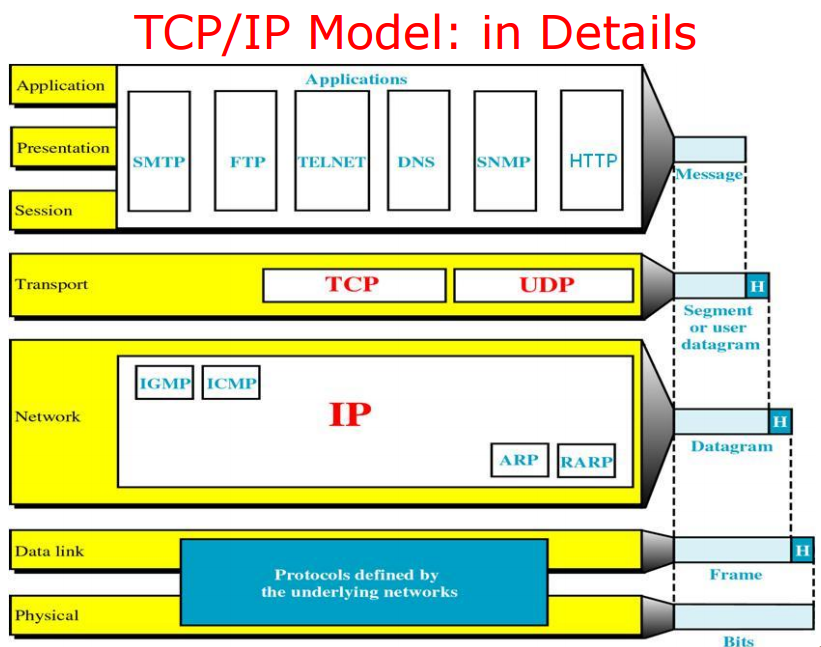 TCP/IP Model: in Details
Application
Presentation
Session
Applications
SMTP
FTP
TELNET
DNS
SNMP
HTTP
Message
Transport
TCP
UDP
H
Segment
or user
datagram
Network
IGMP
ICMP
IP
ARP
RARP
H
Datagram
Data link
Protocols defined by
the underlying networks
H
Frame
Physical
Bits